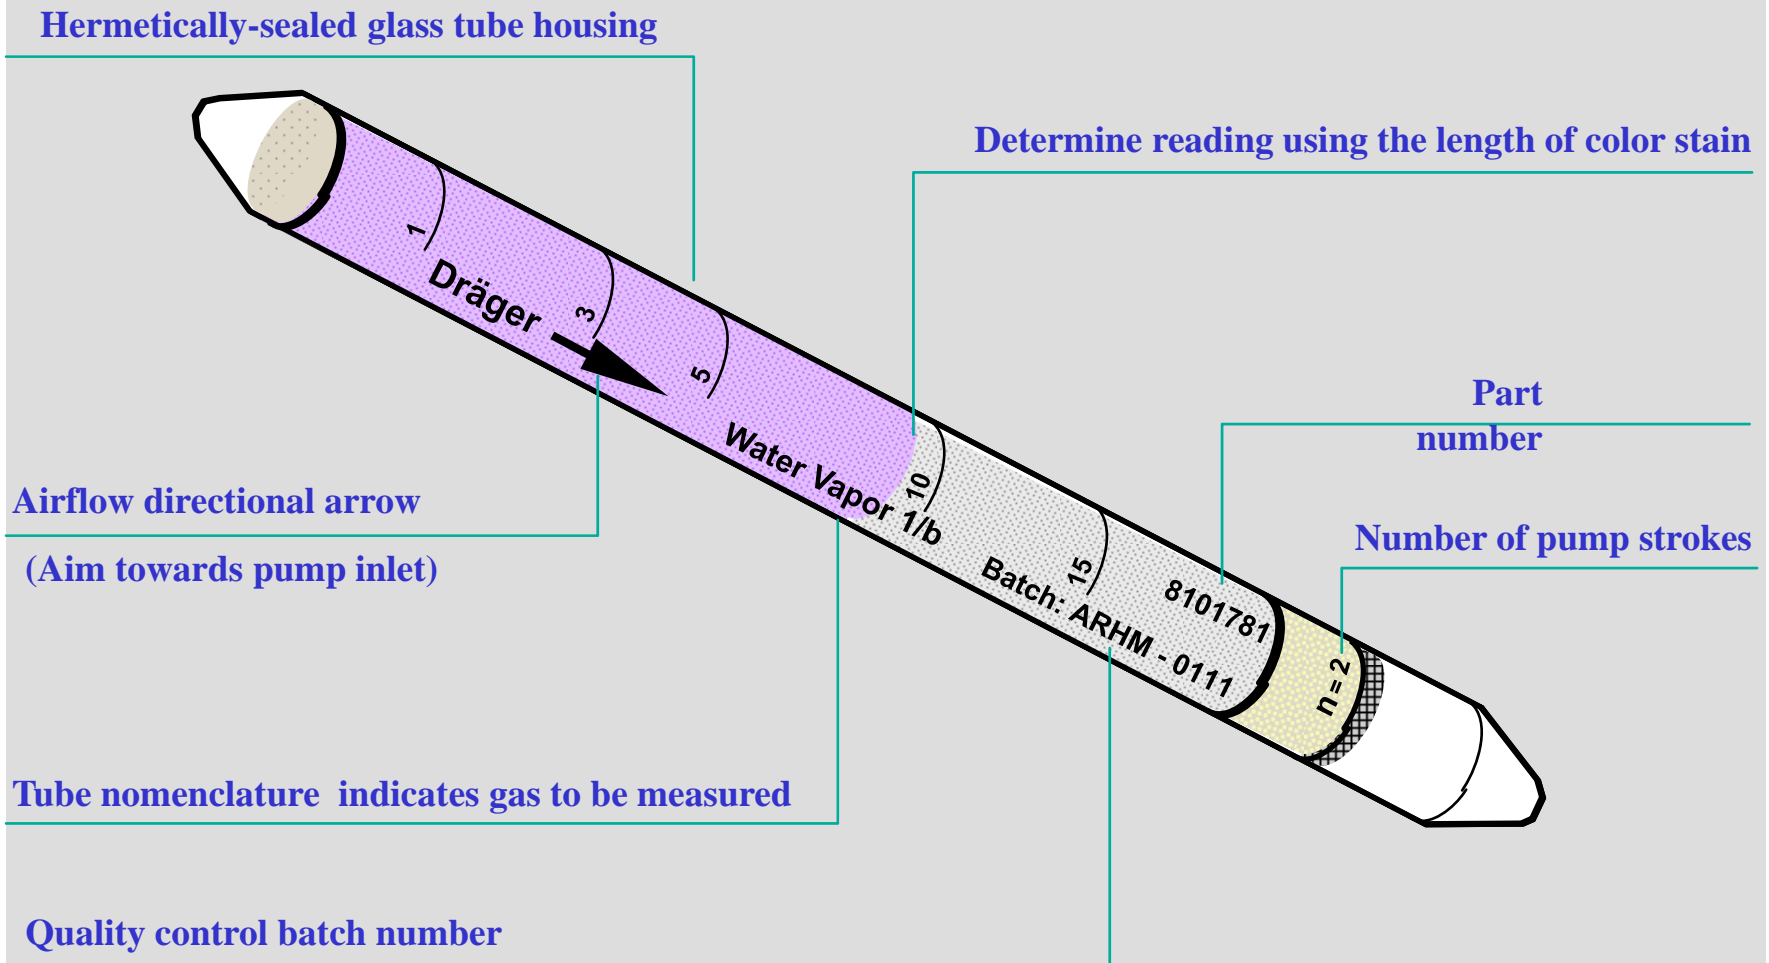 Hermetically-sealed glass tube housing
Determine reading using the length of color stain
1
Dräger
3
5
Part
number
Water Vapor 1/b
10
Airflow directional arrow
(Aim towards pump inlet)
Number of pump strokes
15
8101781
Batch: ARHM - 0111
n = 2
Tube nomenclature  indicates gas to be measured
Quality control batch number